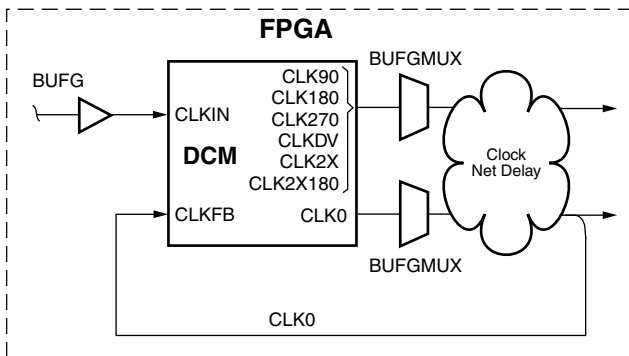 FPGA
BUFG
BUFGMUX
CLK90
CLK180
CLKIN
CLK270
CLKDV
DCM
CLK2X
CLK2X180
Clock
Net Delay
CLKFB
CLK0
BUFGMUX
CLK0